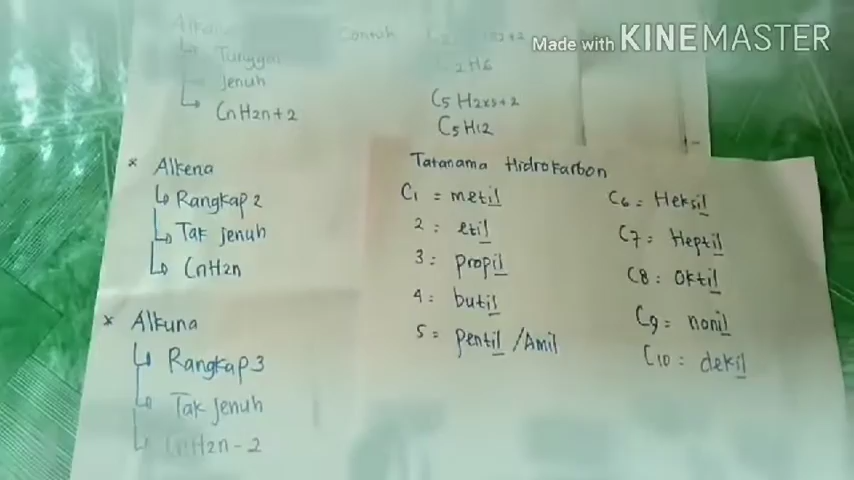 Made with KINEMASTER
Contoh
Tunggal
2H6
Jenuh
CnH2n+2
C5 H2x5+2
C5H12
* Alkena
Rangkap 2
Tak jenuh
CnH2n
* Alkuna
Rangkap 3
Tak jenuh
CnH2n-2
Tatanama Hidrokarbon
C1 = metil
2 = etil
3 = propil
4 = butil
5 = pentil /Amil
C6 = Heksil
C7 = Heptil
C8 = Oktil
C9 = nonil
C10 = dekil